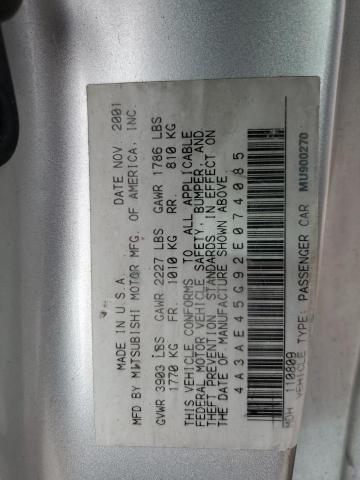 MADE IN U.S.A. DATE NOV. 2001
MFD BY MITSUBISHI MOTOR MFG. OF AMERICA, INC.
GVWR 3903 LBS GAWR 2227 LBS GAWR 1786 LBS
1770 KG FR. 1010 KG RR. 810 KG
THIS VEHICLE CONFORMS TO ALL APPLICABLE
FEDERAL MOTOR VEHICLE SAFETY, BUMPER, AND
THEFT PREVENTION STANDARDS, IN EFFECT ON
THE DATE OF MANUFACTURE SHOWN ABOVE.
4A3AE45G92E074085
MDH 110809
VEHICLE TYPE: PASSENGER CAR MU900270